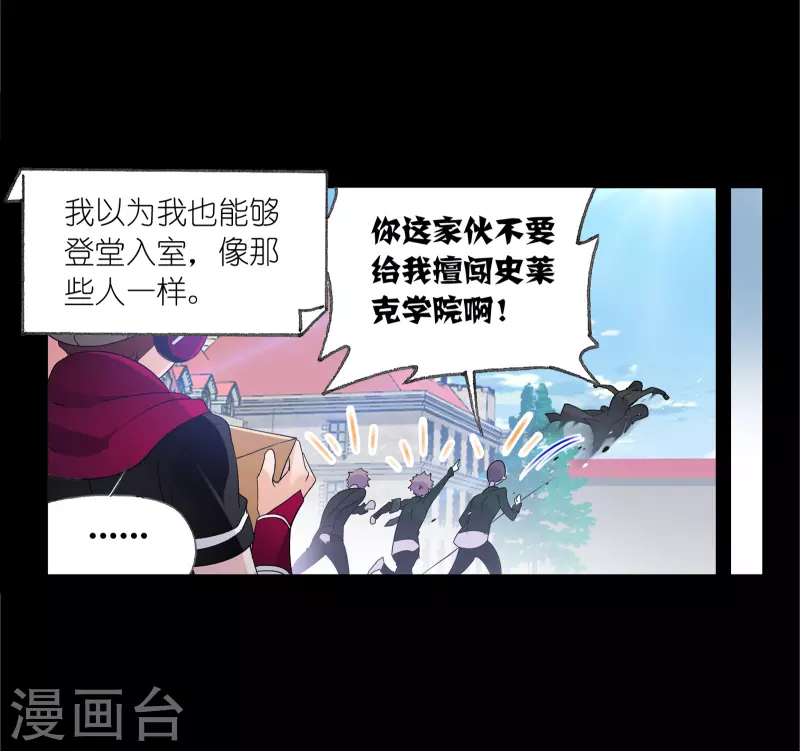 我以为我也能够
登堂入室，像那
些人一样。
你这家伙不要
给我擅闯史莱
克学院啊！
……
漫画台